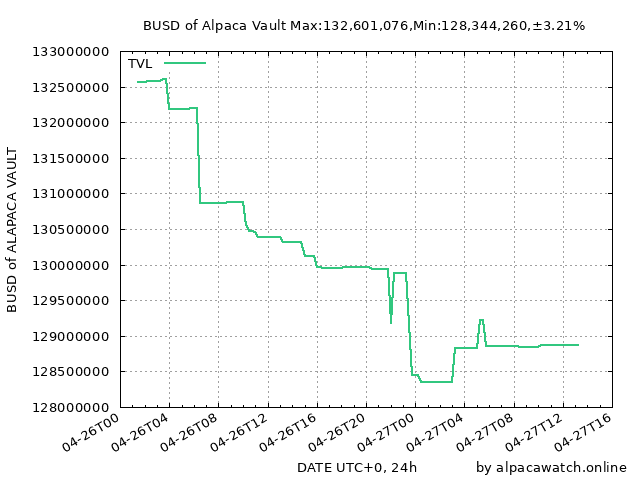 BUSD of Alpaca Vault Max:132,601,076,Min:128,344,260,±3.21%
TVL
133000000
132500000
132000000
131500000
131000000
130500000
130000000
129500000
129000000
128500000
128000000
BUSD of ALAPACA VAULT
04-26T00
04-26T04
04-26T08
04-26T12
04-26T16
04-26T20
04-27T00
04-27T04
04-27T08
04-27T12
04-27T16
DATE UTC+0, 24h
by alpacawatch.online